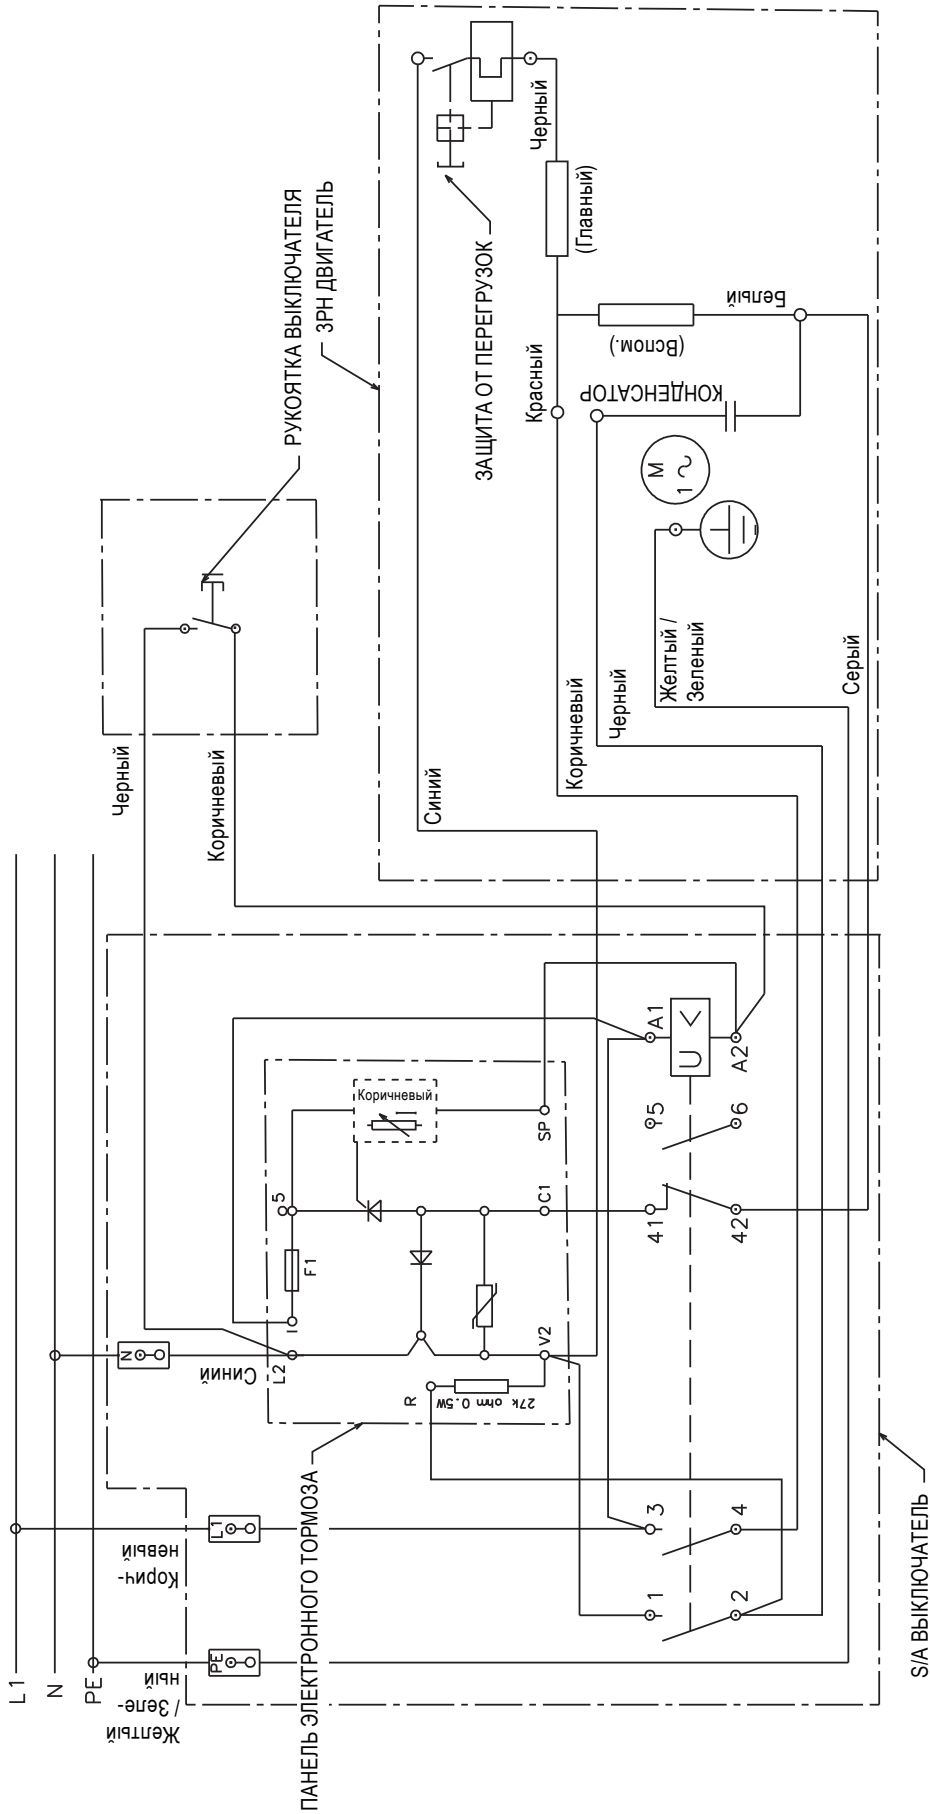 РУКОЯТКА ВЫКЛЮЧАТЕЛЯ
3PH ДВИГАТЕЛЬ
Черный
(Главный)
ЗАЩИТА ОТ ПЕРЕГРУЗОК
Белый
(Вспом.)
Красный
КОНДЕНСАТОР
M
1
Желтый /
Зеленый
Серый
Коричневый
Черный
Синий
Черный
Коричневый
A1
U <
A2
5
6
41
42
Коричневый
SP
5
C1
F1
I
L2
V2
R
27k ohm 0.5W
N
Синий
ПАНЕЛЬ ЭЛЕКТРОННОГО ТОРМОЗА
3
4
1
2
L1
Корич-
невый
PE
Желтый
/ Зеле-
ный
L1
N
PE
S/A ВЫКЛЮЧАТЕЛЬ